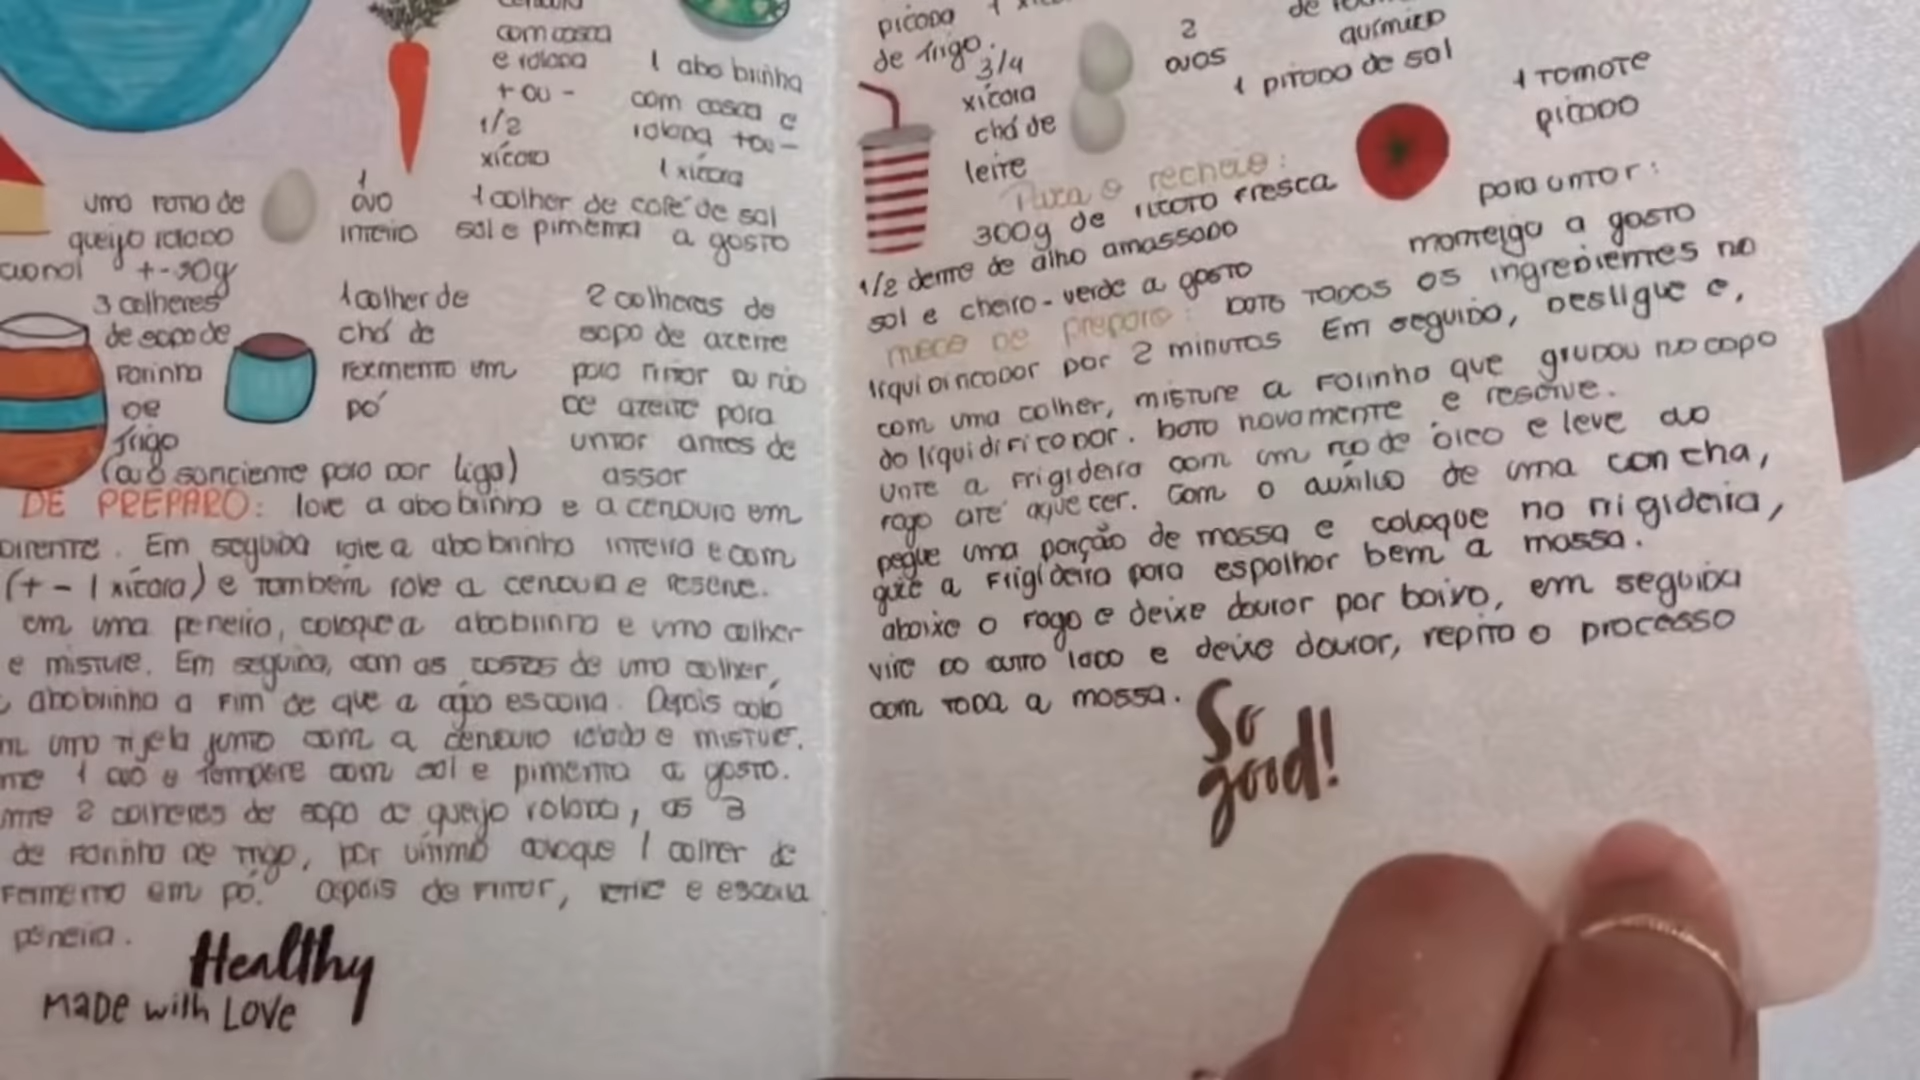 com casca
e ralada
+ ou -
1/2
xícara
1 abobrinha
com casca e
ralada + ou -
1 xícara
uma fatia de
queijo ralado
+- 50g
1
ovo
inteiro
1 colher de café de sal
sal e pimenta a gosto
3 colheres
de sopa de
farinha
de
trigo
1 colher de
chá de
fermento em
pó
2 colheres de
sopa de azeite
para fritar ou fio
de azeite para
untar antes de
assar
(ou o suficiente para dar liga)
DE PREPARO: lave a abobrinha e a cenoura em
Em seguida rale a abobrinha inteira e com
(+ - 1 xícara) e também rale a cenoura e reserve.
em uma peneira, coloque a abobrinha e uma colher
e misture. Em seguida, com as costas de uma colher,
abobrinha a fim de que a água escorra. Depois
uma tijela junto com a cenoura ralada e misture.
1 ovo e tempere com sal e pimenta a gosto.
2 colheres de sopa de queijo ralado, as 3
de farinha de trigo, por último coloque 1 colher de
fermento em pó. Depois de fritar, e escorra
peneira.
Healthy
MADE with LOVE
picada 1
de trigo.
3/4
xícara
chá de
leite
2
ovos
químico
1 pitada de sal
1 tomate
picado
Para o recheio:
300g de ricota fresca
1/2 dente de alho amassado
sal e cheiro-verde a gosto
para untar:
manteiga a gosto
de preparo: bata todos os ingredientes no
liquidificador por 2 minutos Em seguida, desligue e,
com uma colher, misture a farinha que grudou no copo
do liquidificador. bata novamente e reserve.
Unte a frigideira com um fio de óleo e leve ao
fogo até aquecer. Com o auxílio de uma concha,
pegue uma porção de massa e coloque na frigideira,
gire a frigideira para espalhar bem a massa.
abaixe o fogo e deixe dourar por baixo, em seguida
vire do outro lado e deixe dourar, repita o processo
com toda a massa.
So
good!